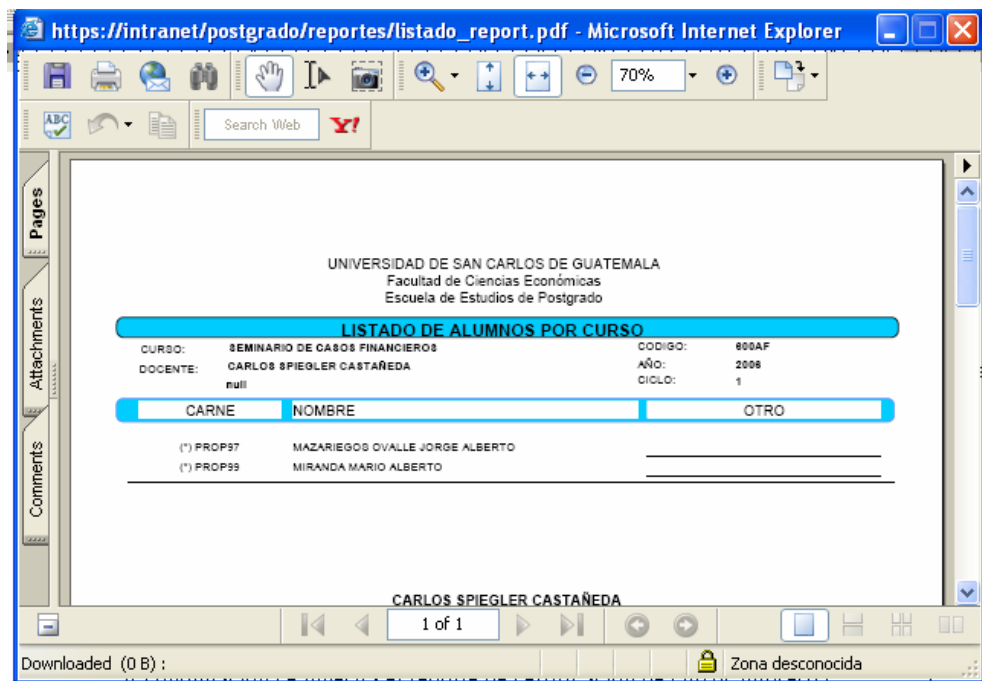 https://intranet/postgrado/reportes/listado_report.pdf - Microsoft Internet Explorer
70%
ABC
Search Web
Y!
Pages
Attachments
Comments
UNIVERSIDAD DE SAN CARLOS DE GUATEMALA
Facultad de Ciencias Económicas
Escuela de Estudios de Postgrado
LISTADO DE ALUMNOS POR CURSO
CURSO: SEMINARIO DE CASOS FINANCIEROS CODIGO: 600AF
DOCENTE: CARLOS SPIEGLER CASTAÑEDA AÑO: 2006
null CICLO: 1
CARNE NOMBRE OTRO
(*) PROP97 MAZARIEGOS OVALLE JORGE ALBERTO
(*) PROP99 MIRANDA MARIO ALBERTO
CARLOS SPIEGLER CASTAÑEDA
1 of 1
Downloaded (0 B) : Zona desconocida